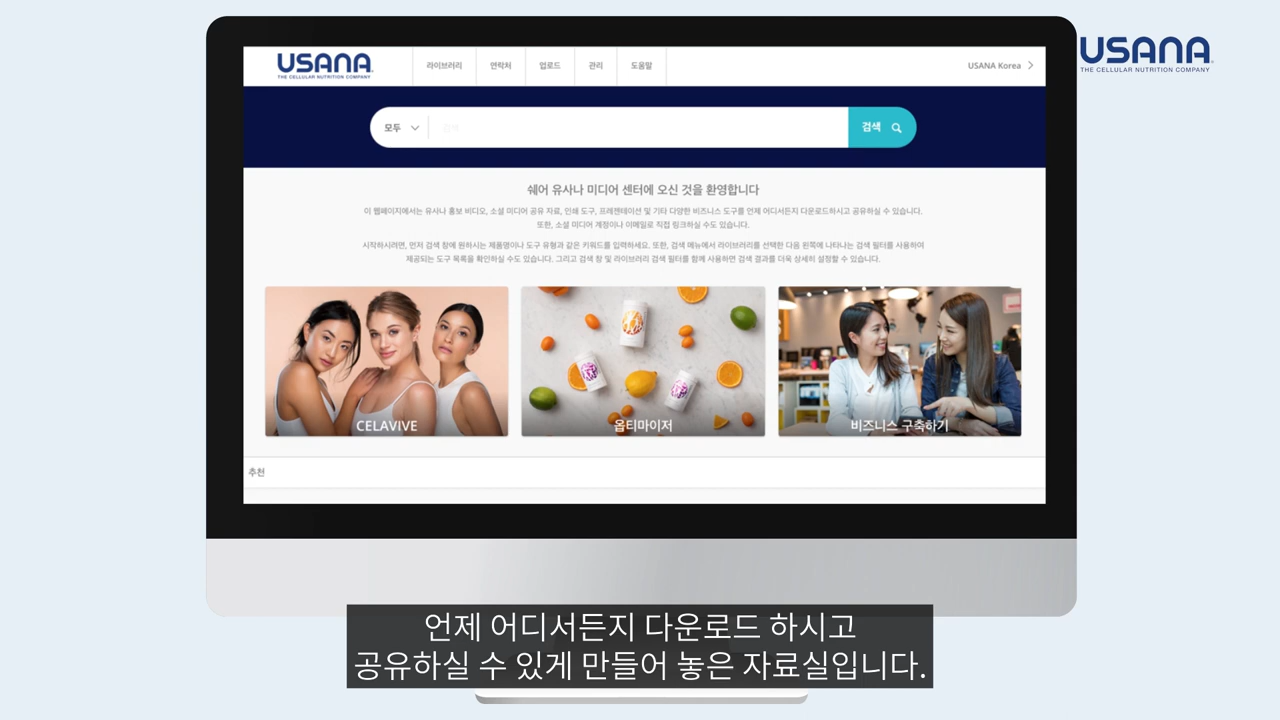 USANA
THE CELLULAR NUTRITION COMPANY
라이브러리
연락처
업로드
관리
도움말
USANA Korea
USANA
THE CELLULAR NUTRITION COMPANY
모두
검색
검색
쉐어 유사나 미디어 센터에 오신 것을 환영합니다
이 웹페이지에서는 유사나 홍보 비디오, 소셜 미디어 공유 자료, 인쇄 도구, 프레젠테이션 및 기타 다양한 비즈니스 도구를 언제 어디서든지 다운로드하시고 공유하실 수 있습니다.
또한, 소셜 미디어 계정이나 이메일로 직접 링크하실 수도 있습니다.
시작하시려면, 먼저 검색 창에 원하시는 제품명이나 도구 유형과 같은 키워드를 입력하세요. 또한, 검색 메뉴에서 라이브러리를 선택한 다음 왼쪽에 나타나는 검색 필터를 사용하여
제공되는 도구 목록을 확인하실 수도 있습니다. 그리고 검색 창 및 라이브러리 검색 필터를 함께 사용하면 검색 결과를 더욱 상세히 설정할 수 있습니다.
CELAVIVE
옵티마이저
비즈니스 구축하기
추천
언제 어디서든지 다운로드 하시고
공유하실 수 있게 만들어 놓은 자료실입니다.